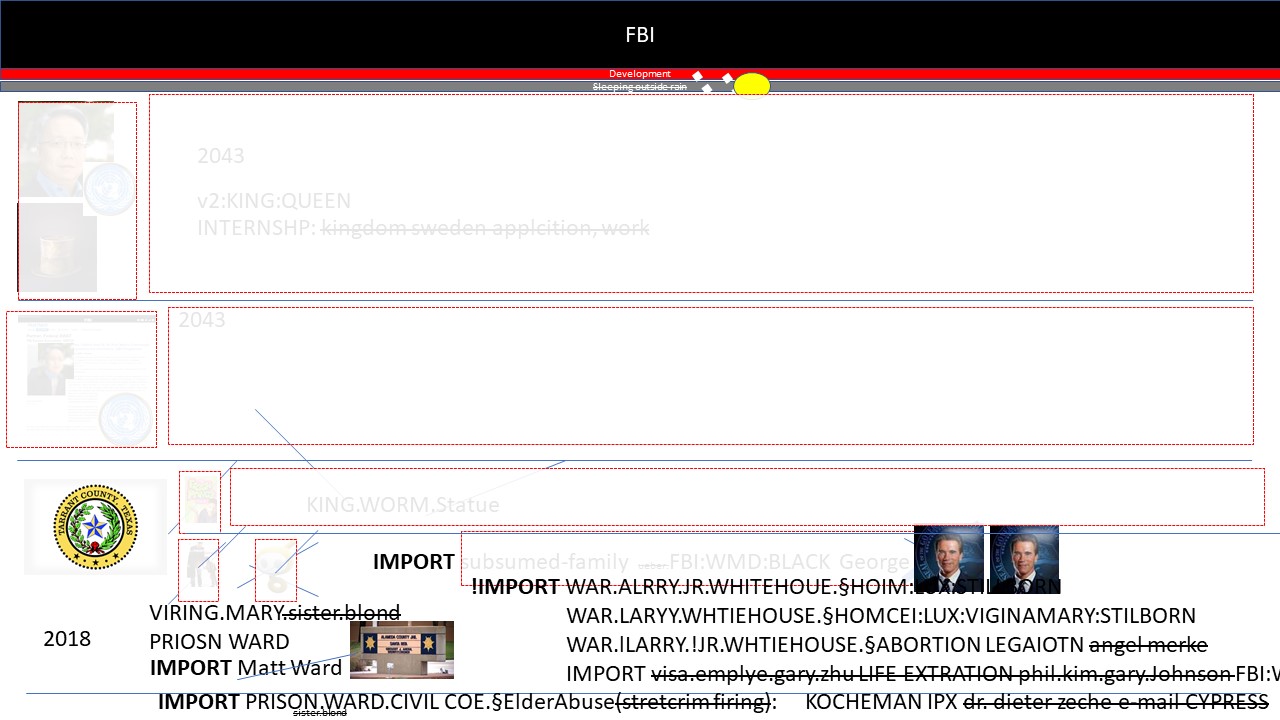 FBI
Development
Sleeping outside rain
2043
v2:KING:QUEEN
INTERNSHP: kingdom sweden applcition, work
2043
KING.WORM.Statue
TARRANT COUNTY, TEXAS
IMPORT subsumed-family FBI:WMD:BLACK George
!IMPORT WAR.ALRRY.JR.WHITEHOUE.§HOIM:LUX:STILLBORN
VIRING.MARY.sister.blond
WAR.LARYY.WHTIEHOUSE.§HOMCEI:LUX:VIGINAMARY:STILBORN
2018
PRIOSN WARD
WAR.lLARRY.!JR.WHTIEHOUSE.§ABORTION LEGAIOTN angel merke
IMPORT Matt Ward
IMPORT visa.emplye.gary.zhu LIFE EXTRATION phil.kim.gary.Johnson FBI:W
IMPORT PRISON.WARD.CIVIL COE.§ElderAbuse(stretcrim firing): KOCHEMAN IPX dr. dieter zeche e-mail CYPRESS
sister.blond